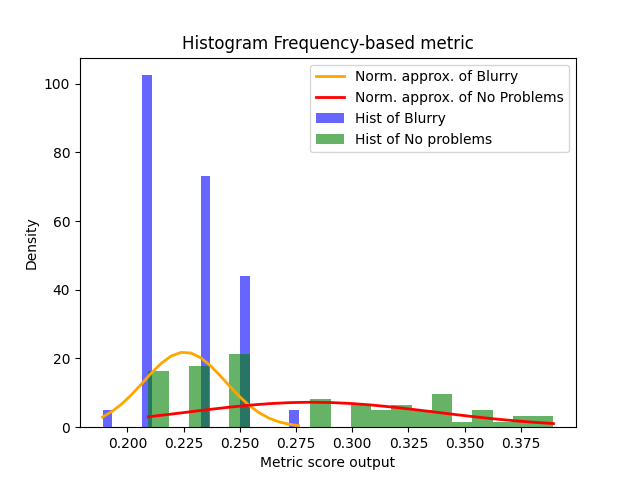 Histogram Frequency-based metric
Norm. approx. of Blurry
Norm. approx. of No Problems
Hist of Blurry
Hist of No problems
Density
100
80
60
40
20
0
0.200 0.225 0.250 0.275 0.300 0.325 0.350 0.375
Metric score output